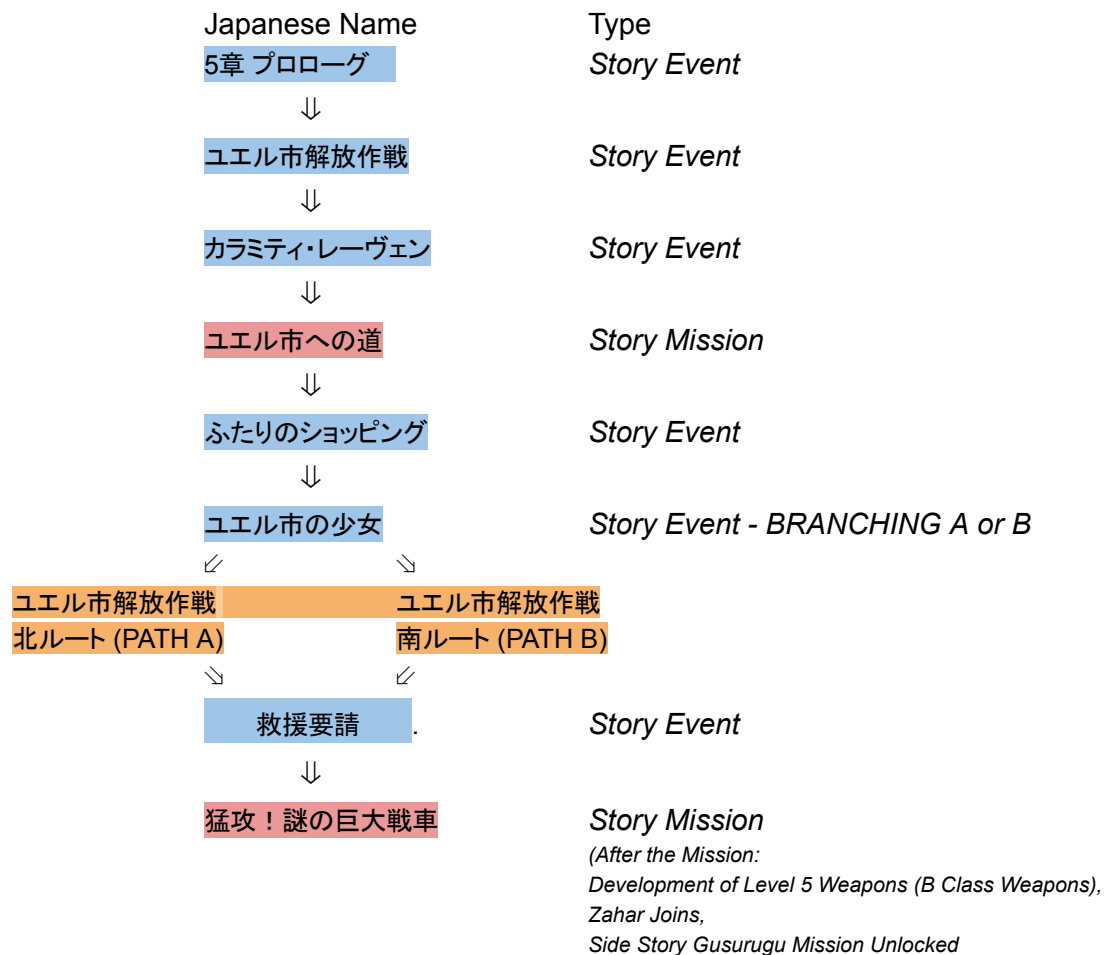 Japanese Name Type
5章 プロローグ Story Event
⇓
ユエル市解放作戦 Story Event
⇓
カラミティ・レーヴェン Story Event
⇓
ユエル市への道 Story Mission
⇓
ふたりのショッピング Story Event
⇓
ユエル市の少女 Story Event - BRANCHING A or B
⇙ ⇘
ユエル市解放作戦 ユエル市解放作戦
北ルート (PATH A) 南ルート (PATH B)
⇘ ⇙
救援要請 . Story Event
⇓
猛攻！謎の巨大戦車 Story Mission
(After the Mission:
Development of Level 5 Weapons (B Class Weapons),
Zahar Joins,
Side Story Gusurugu Mission Unlocked